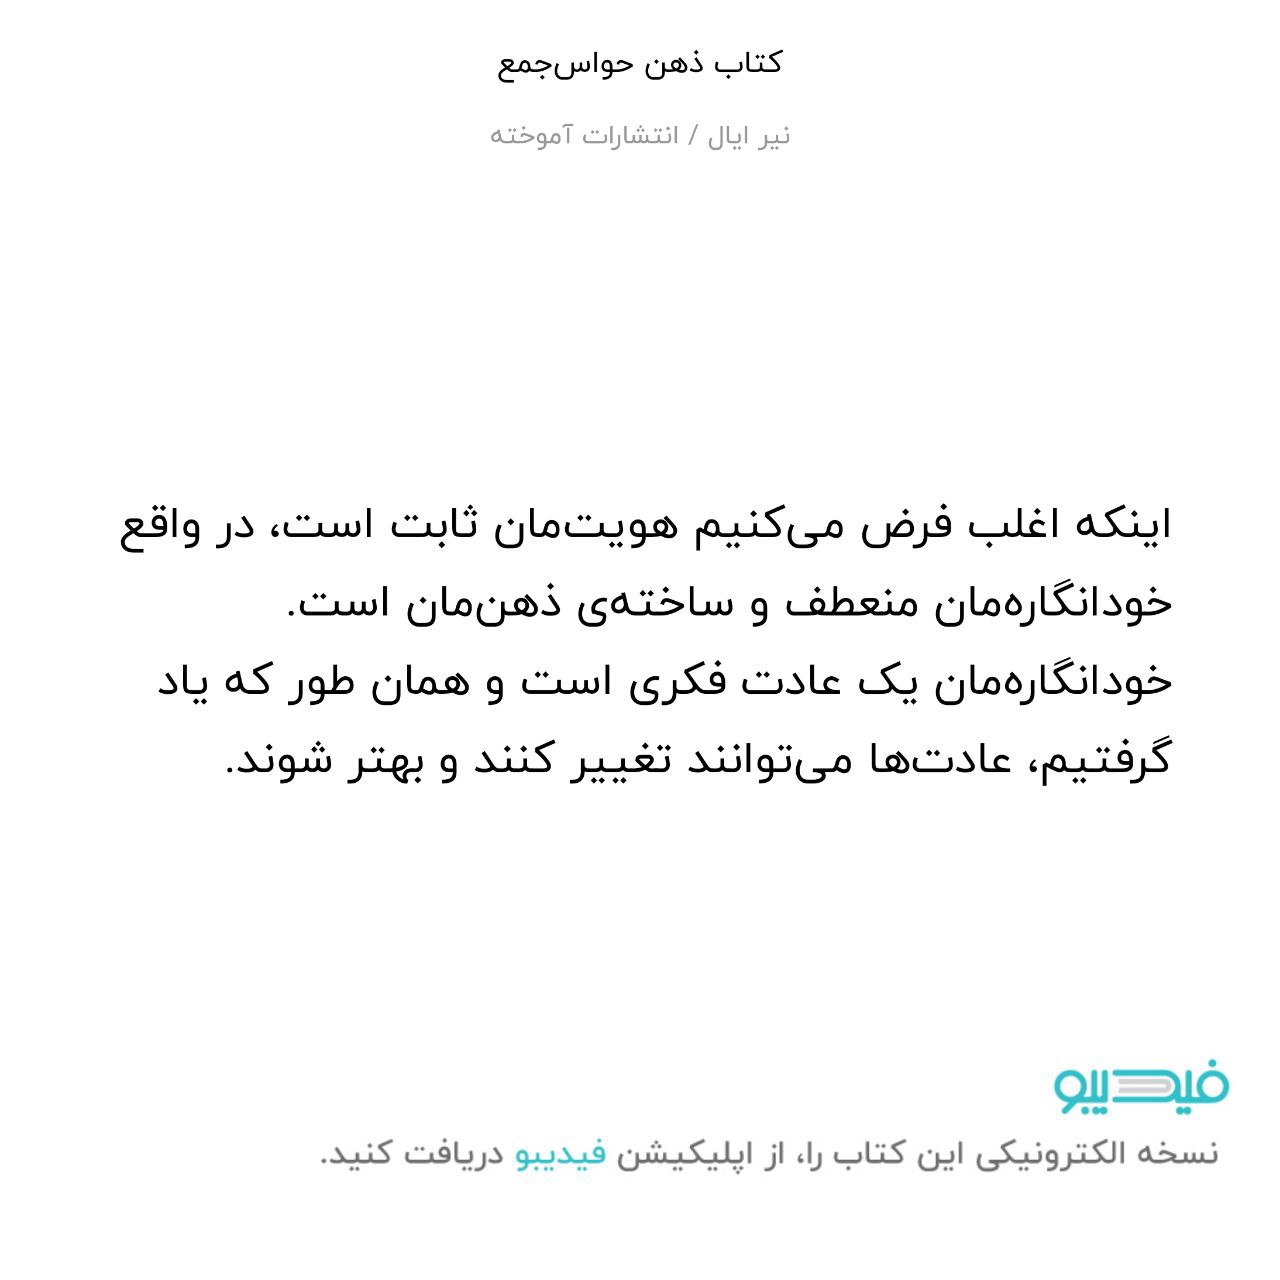 کتاب ذهن حواس‌جمع
نیر ایال / انتشارات آموخته
اینکه اغلب فرض می‌کنیم هویت‌مان ثابت است، در واقع
خودانگاره‌مان منعطف و ساخته‌ی ذهن‌مان است.
خودانگاره‌مان یک عادت فکری است و همان طور که یاد
گرفتیم، عادت‌ها می‌توانند تغییر کنند و بهتر شوند.
فیدیبو
نسخه الکترونیکی این کتاب را، از اپلیکیشن فیدیبو دریافت کنید.